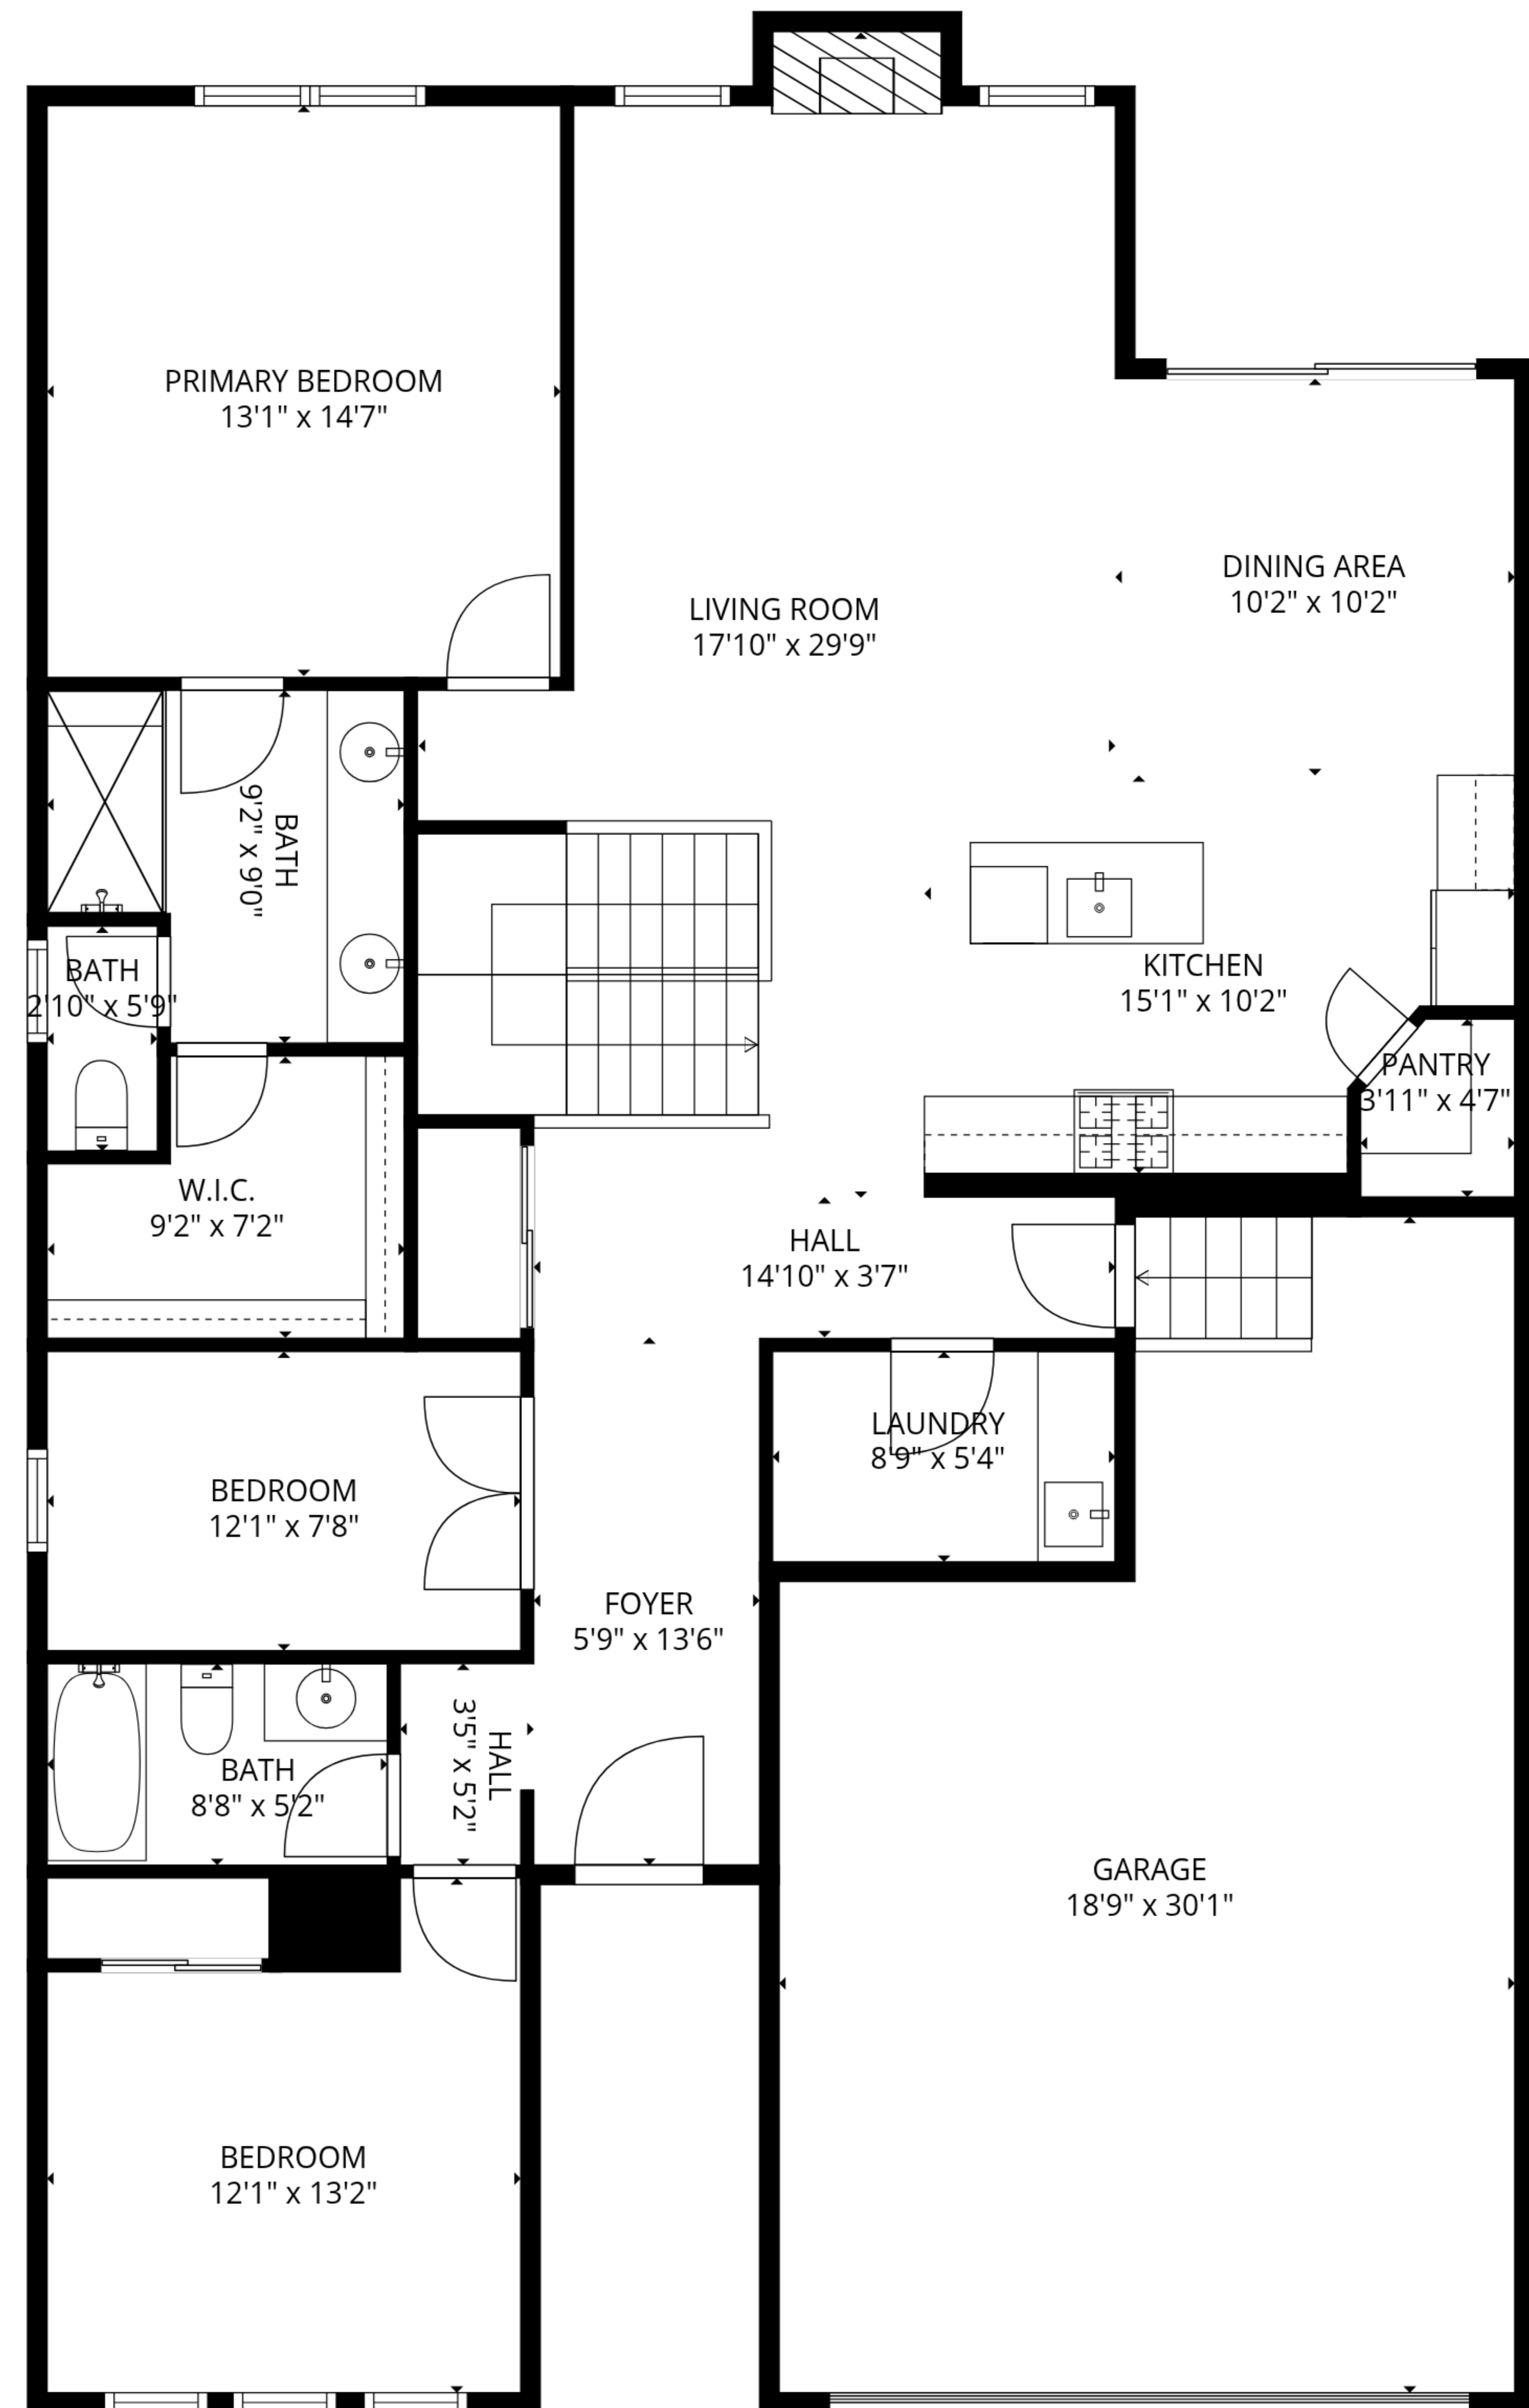 PRIMARY BEDROOM
13'1" x 14'7"
DINING AREA
10'2" x 10'2"
LIVING ROOM
17'10" x 29'9"
BATH
9'2" x 9'0"
BATH
2'10" x 5'9"
KITCHEN
15'1" x 10'2"
PANTRY
3'11" x 4'7"
W.I.C.
9'2" x 7'2"
HALL
14'10" x 3'7"
LAUNDRY
8'9" x 5'4"
BEDROOM
12'1" x 7'8"
FOYER
5'9" x 13'6"
HALL
3'5" x 5'2"
BATH
8'8" x 5'2"
GARAGE
18'9" x 30'1"
BEDROOM
12'1" x 13'2"